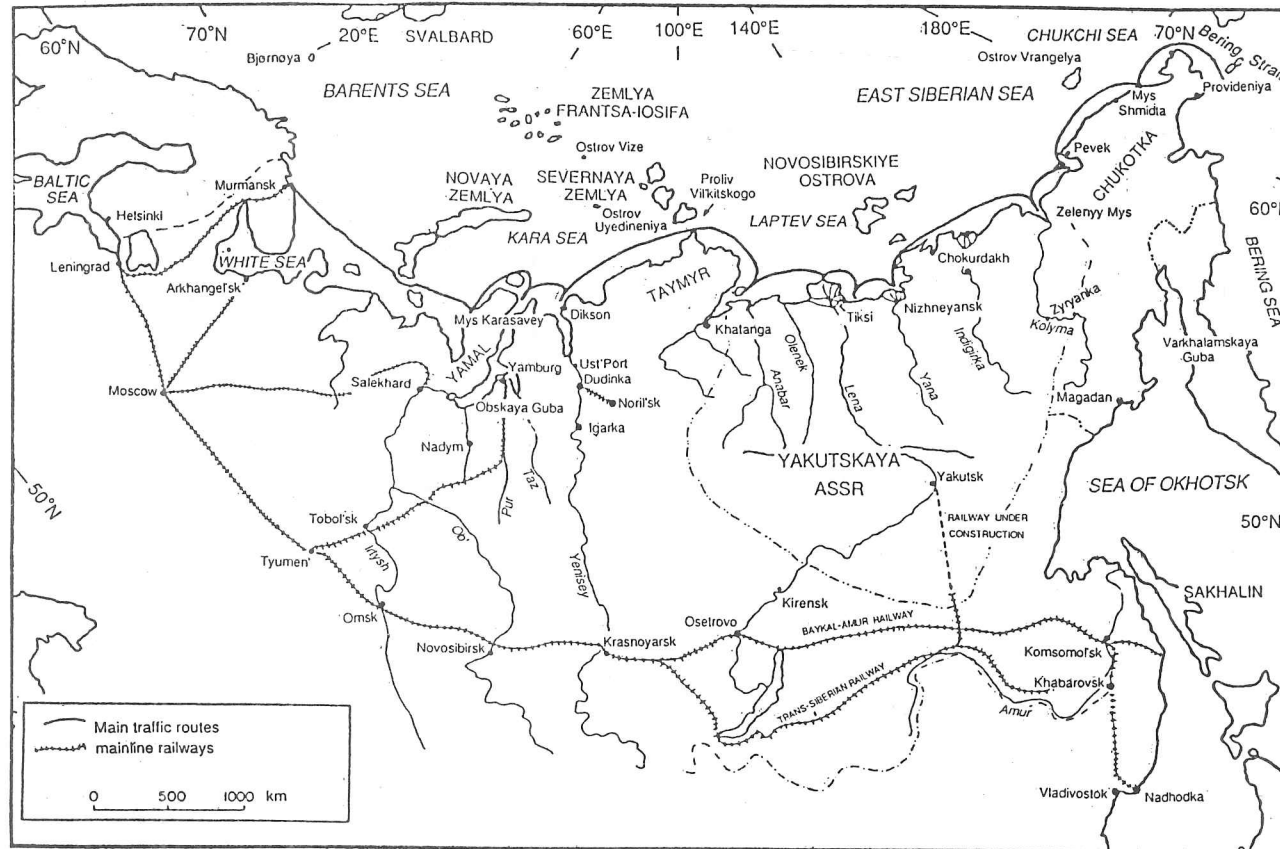 60°N
70°N
20°E
SVALBARD
60°E
100°E
140°E
180°E
CHUKCHI SEA
70°N
Bering Strait
Bjørnøya
Ostrov Vrangelya
BARENTS SEA
ZEMLYA
FRANTSA-IOSIFA
EAST SIBERIAN SEA
Mys
Shmidta
Provideniya
Ostrov Vize
Pevek
CHUKOTKA
BALTIC
SEA
Murmansk
NOVAYA
ZEMLYA
SEVERNAYA
ZEMLYA
Proliv
Vil'kitskogo
NOVOSIBIRSKIYE
OSTROVA
Helsinki
Ostrov
Uyedineniya
LAPTEV SEA
Zelenyy Mys
60°N
KARA SEA
BERING SEA
Leningrad
WHITE SEA
Arkhangel'sk
TAYMYR
Chokurdakh
Mys Karasavey
Dikson
Khatanga
Tiksi
Nizhneyansk
Zyryanka
Kolyma
Indigirka
Varkhalamskaya
Guba
YAMAL
Yamburg
Ust'Port
Dudinka
Olenek
Anabar
Lena
Yana
Moscow
Salekhard
Obskaya Guba
Noril'sk
Magadan
Igarka
Nadym
Pur
Taz
YAKUTSKAYA
ASSR
Yakutsk
SEA OF OKHOTSK
50°N
Tobol'sk
Ob'
RAILWAY UNDER
CONSTRUCTION
50°N
Tyumen'
Irtysh
Yenisey
SAKHALIN
Omsk
Kirensk
Osetrovo
BAYKAL-AMUR RAILWAY
Novosibirsk
Krasnoyarsk
Komsomol'sk
TRANS-SIBERIAN RAILWAY
Khabarovsk
Amur
Main traffic routes
mainline railways
0 500 1000 km
Vladivostok
Nadhodka